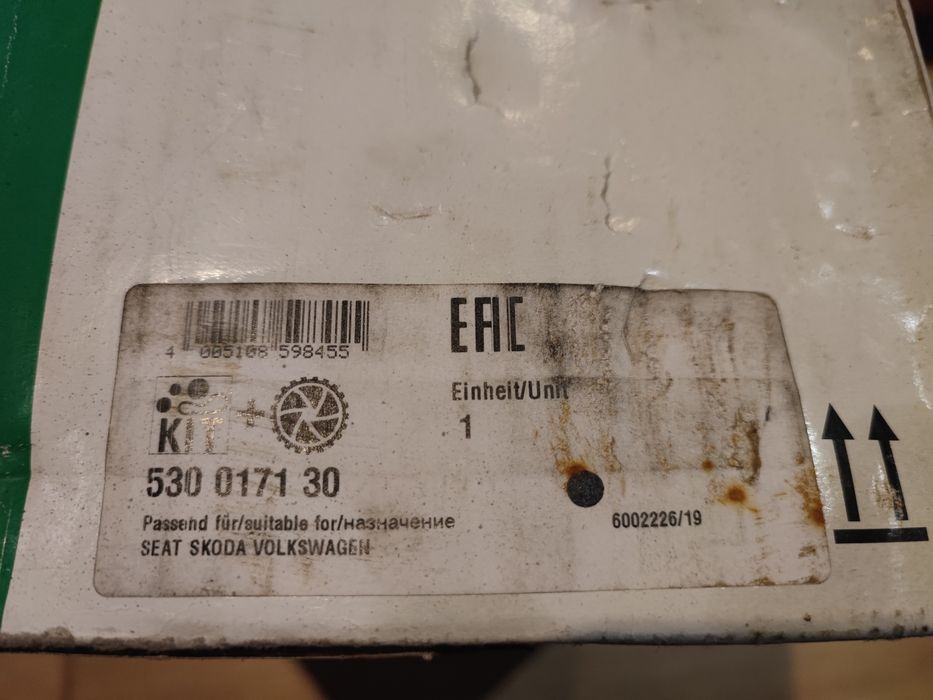 EAC
4 005108 598455
Einheit/Unit
1
KIT
530 0171 30
Passend für/suitable for/назначение
SEAT SKODA VOLKSWAGEN
6002226/19